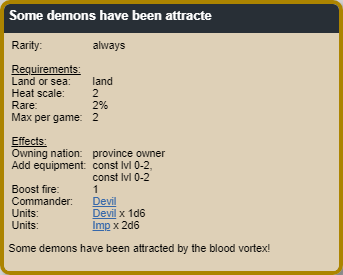 Some demons have been attracte
Rarity: always
Requirements:
Land or sea: land
Heat scale: 2
Rare: 2%
Max per game: 2
Effects:
Owning nation: province owner
Add equipment: const lvl 0-2,
const lvl 0-2
Boost fire: 1
Commander: Devil
Units: Devil x 1d6
Units: Imp x 2d6
Some demons have been attracted by the blood vortex!